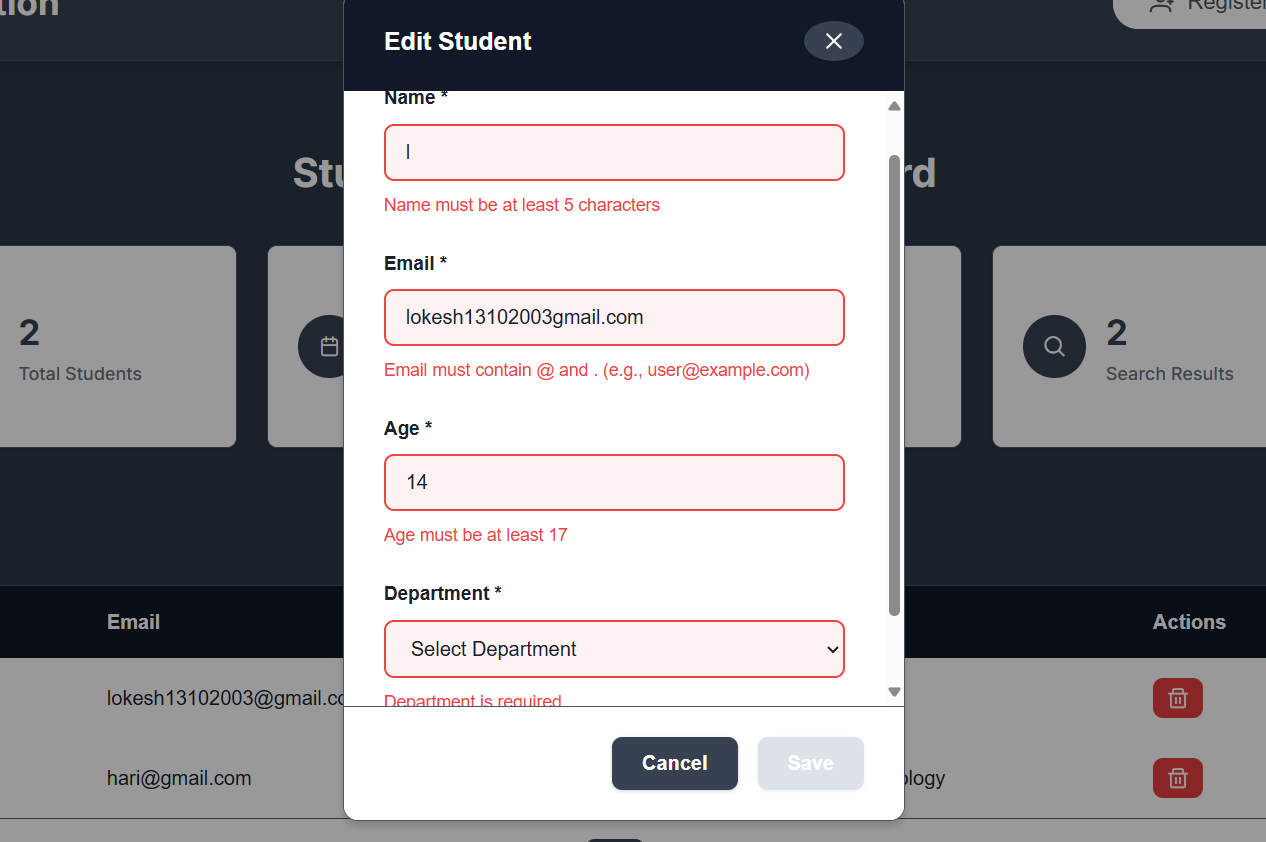 tion
Register
Edit Student
Stu
rd
Name *
l
Name must be at least 5 characters
Email *
lokesh13102003gmail.com
Email must contain @ and . (e.g., user@example.com)
Age *
14
Age must be at least 17
Department *
Select Department
Department is required
2
Total Students
2
Search Results
Email
Actions
lokesh13102003@gmail.co
hari@gmail.com
ology
Cancel
Save